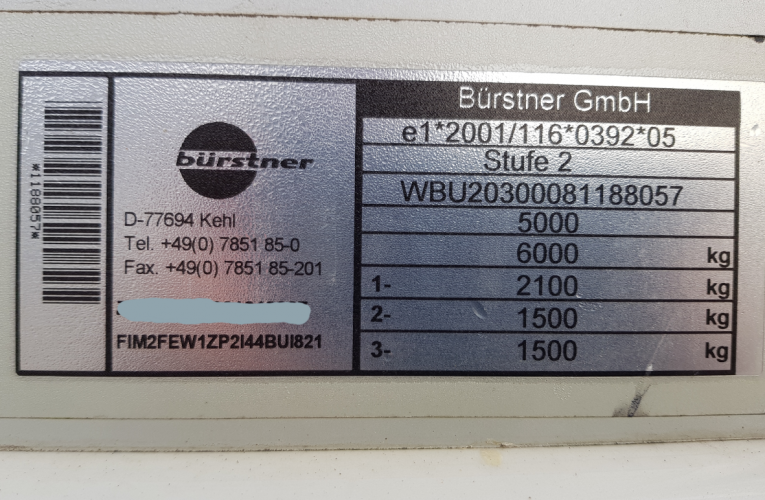 *1188057*
bürstner
D-77694 Kehl
Tel. +49(0) 7851 85-0
Fax. +49(0) 7851 85-201
FIM2FEW1ZP2I44BUI821
Bürstner GmbH
e1*2001/116*0392*05
Stufe 2
WBU20300081188057
5000
6000 kg
1- 2100 kg
2- 1500 kg
3- 1500 kg